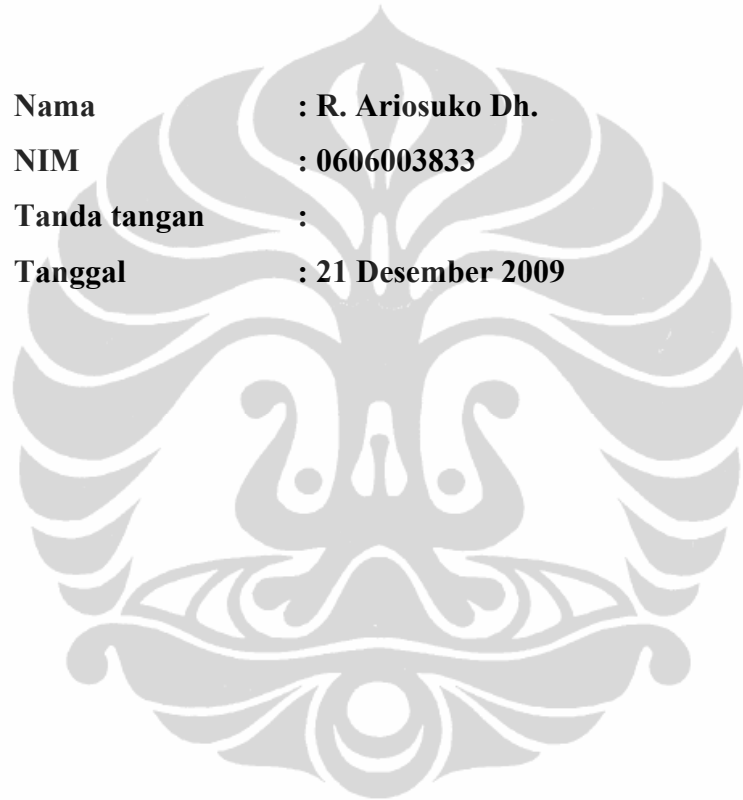 Nama : R. Ariosuko Dh.
NIM : 0606003833
Tanda tangan :
Tanggal : 21 Desember 2009